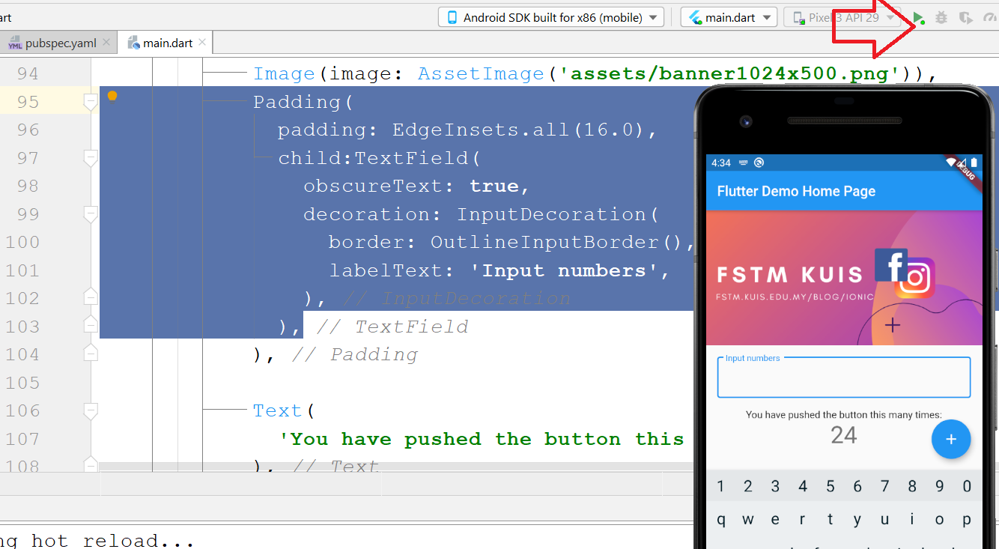 art
Android SDK built for x86 (mobile)
main.dart
Pixel 3 API 29
YML pubspec.yaml
main.dart
94 Image(image: AssetImage('assets/banner1024x500.png')),
95 Padding(
96 padding: EdgeInsets.all(16.0),
97 child:TextField(
98 obscureText: true,
99 decoration: InputDecoration(
100 border: OutlineInputBorder(),
101 labelText: 'Input numbers',
102 ), // InputDecoration
103 ), // TextField
104 ), // Padding
105
106 Text(
107 'You have pushed the button this
108 ), // Text
ng hot reload...
4:34
DEBUG
Flutter Demo Home Page
FSTM KUIS
FSTM.KUIS.EDU.MY/BLOG/IONIC
Input numbers
You have pushed the button this many times:
24
+
1 2 3 4 5 6 7 8 9 0
q w e r t y u i o p